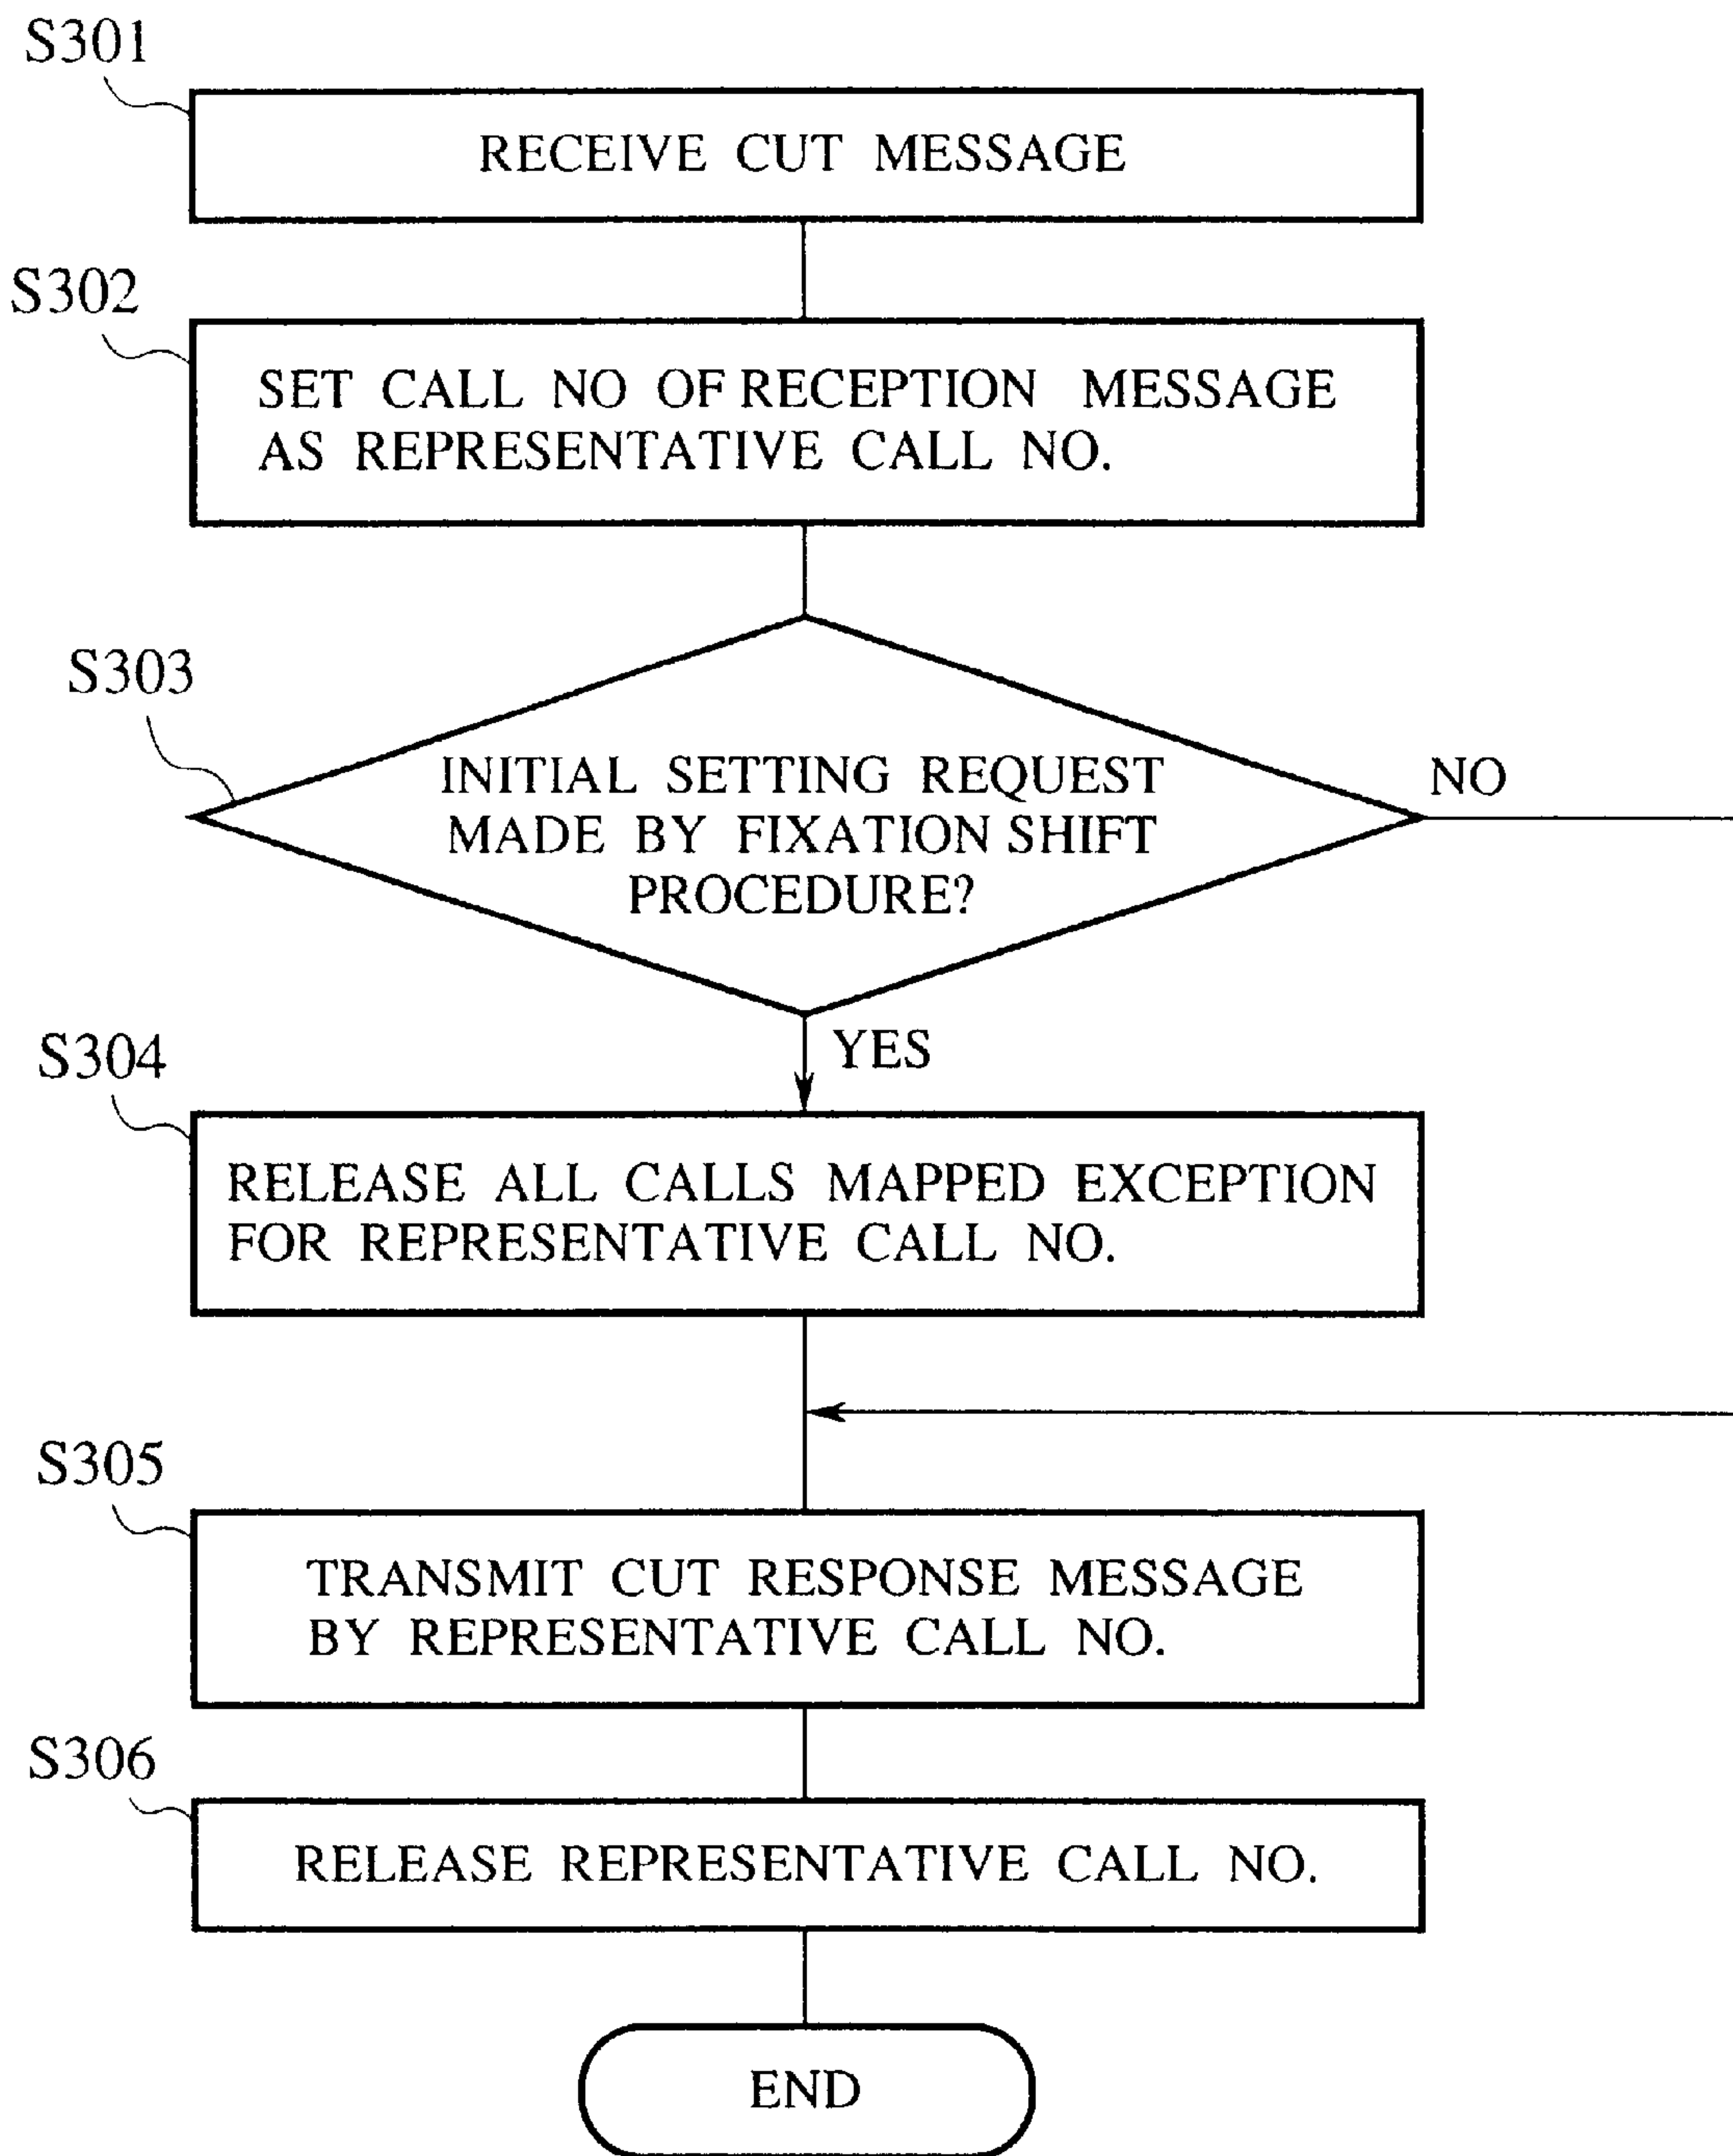 S301
RECEIVE CUT MESSAGE
S302
SET CALL NO OF RECEPTION MESSAGE
AS REPRESENTATIVE CALL NO.
S303
INITIAL SETTING REQUEST
MADE BY FIXATION SHIFT
PROCEDURE?
NO
YES
S304
RELEASE ALL CALLS MAPPED EXCEPTION
FOR REPRESENTATIVE CALL NO.
S305
TRANSMIT CUT RESPONSE MESSAGE
BY REPRESENTATIVE CALL NO.
S306
RELEASE REPRESENTATIVE CALL NO.
END